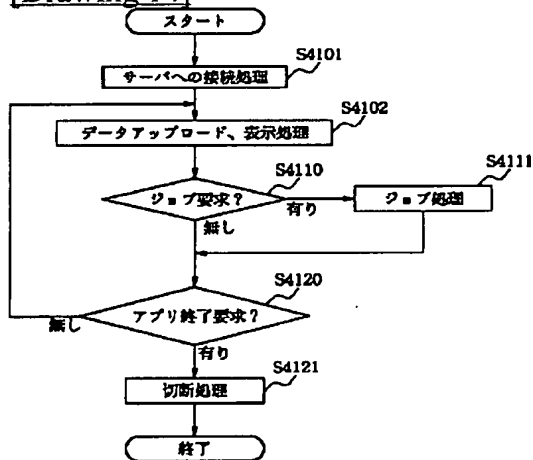 スタート
S4101
サーバへの接続処理
S4102
データアップロード、表示処理
S4110
ジョブ要求?
有り
無し
S4111
ジョブ処理
S4120
アプリ終了要求?
無し
有り
S4121
切断処理
終了